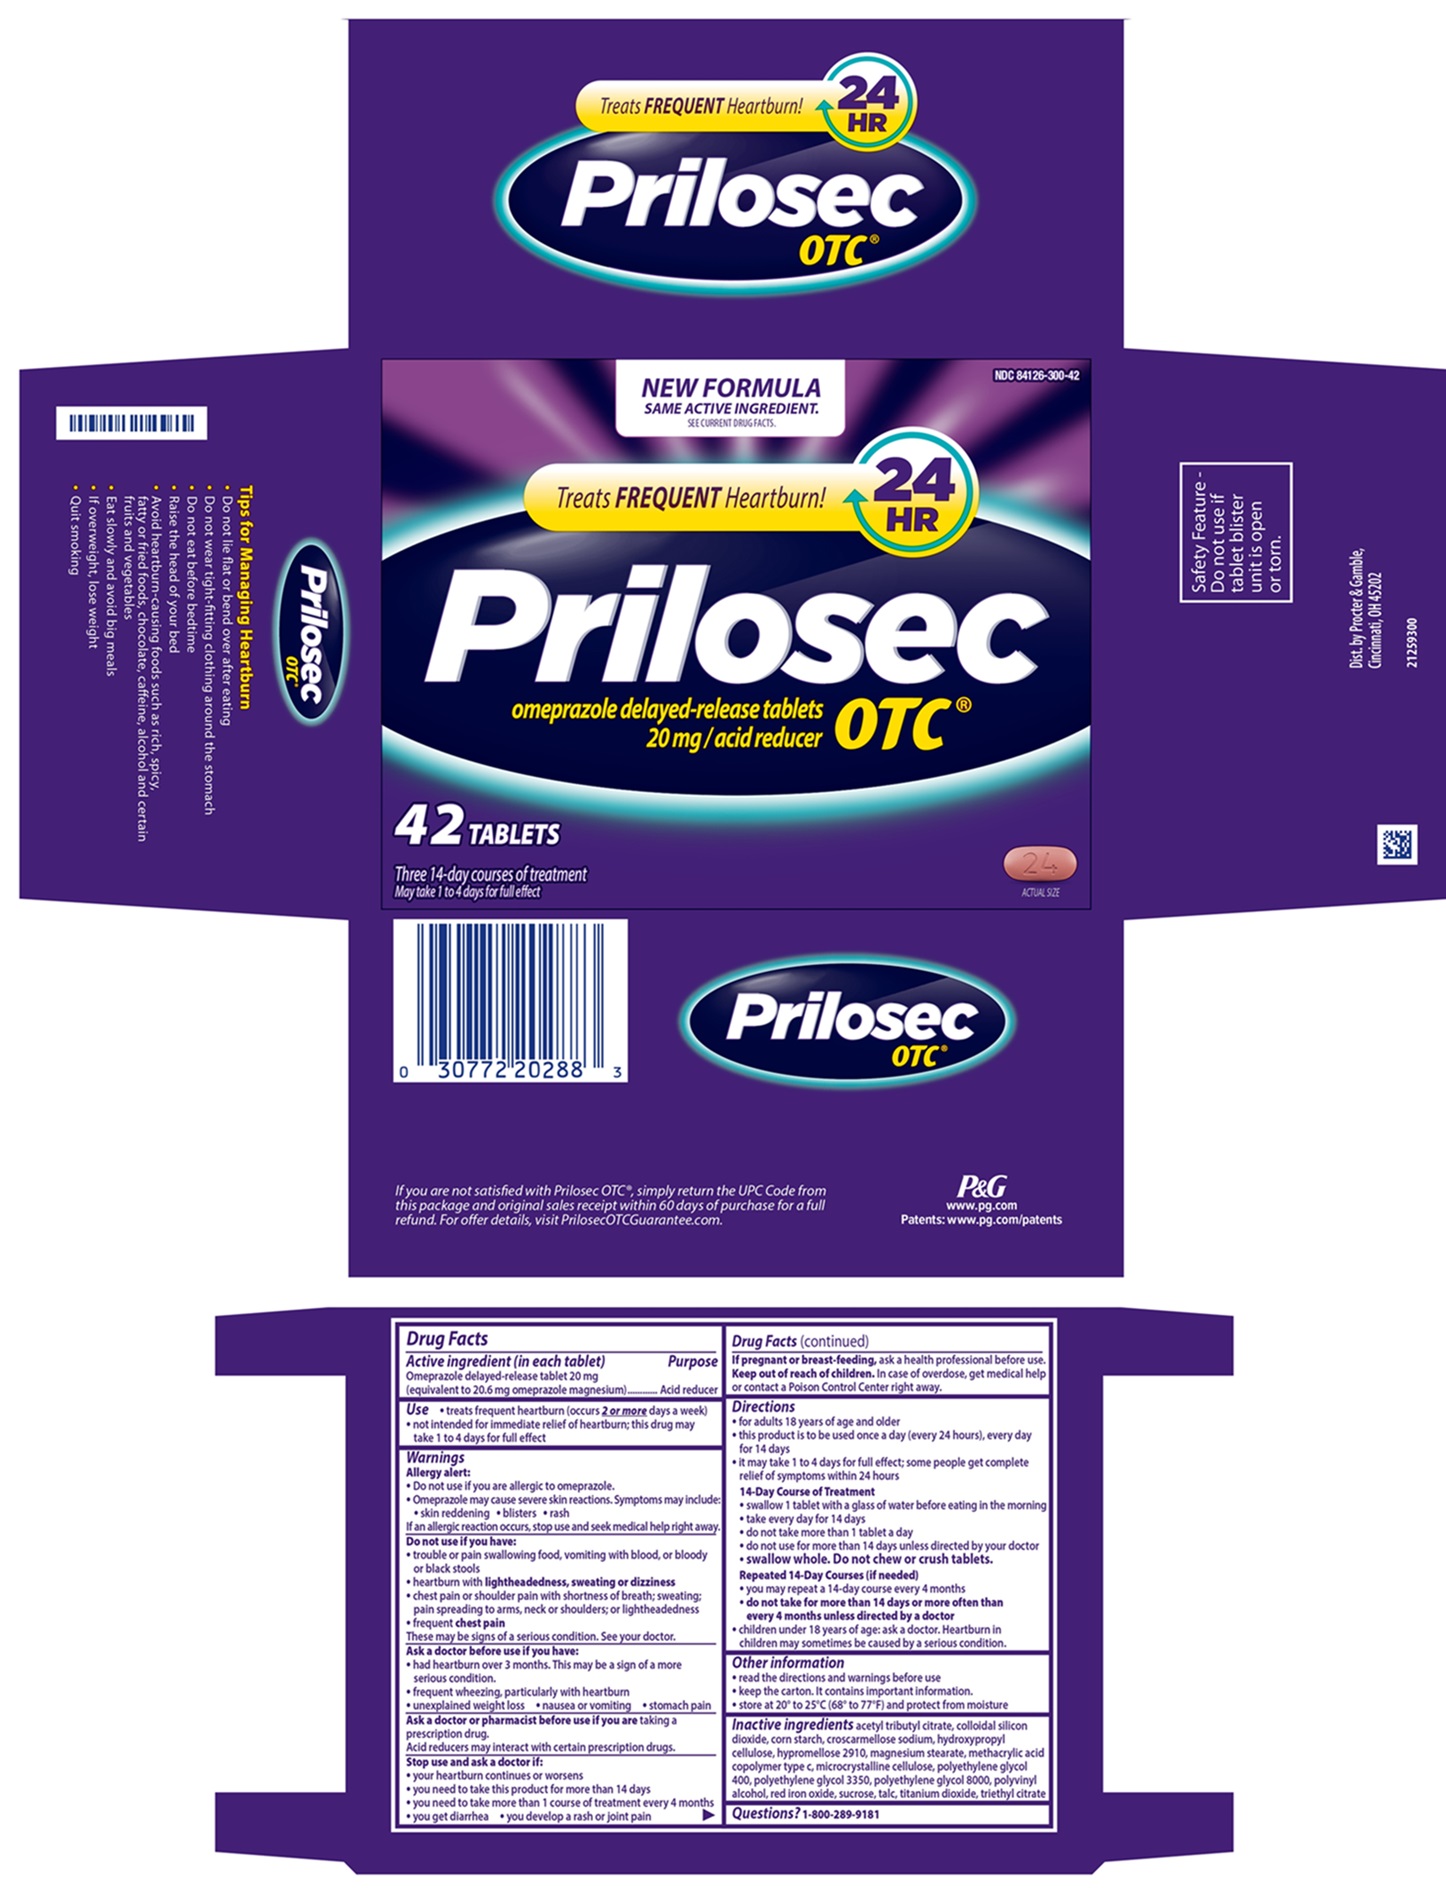 Treats FREQUENT Heartburn!
24
HR
Prilosec
OTC®
NEW FORMULA
SAME ACTIVE INGREDIENT.
SEE CURRENT DRUG FACTS.
NDC 84126-300-42
Treats FREQUENT Heartburn!
24
HR
Prilosec
omeprazole delayed-release tablets
20 mg / acid reducer
OTC®
42 TABLETS
Three 14-day courses of treatment
May take 1 to 4 days for full effect
24
ACTUAL SIZE
Prilosec
OTC®
Tips for Managing Heartburn
• Do not lie flat or bend over after eating
• Do not wear tight-fitting clothing around the stomach
• Do not eat before bedtime
• Raise the head of your bed
• Avoid heartburn-causing foods such as rich, spicy,
fatty or fried foods, chocolate, caffeine, alcohol and certain
fruits and vegetables
• Eat slowly and avoid big meals
• If overweight, lose weight
• Quit smoking
Safety Feature -
Do not use if
tablet blister
unit is open
or torn.
Dist. by Procter & Gamble,
Cincinnati, OH 45202
21259300
0 30772 20288 3
Prilosec
OTC®
If you are not satisfied with Prilosec OTC®, simply return the UPC Code from
this package and original sales receipt within 60 days of purchase for a full
refund. For offer details, visit PrilosecOTCGuarantee.com.
P&G
www.pg.com
Patents: www.pg.com/patents
Drug Facts
Active ingredient (in each tablet) Purpose
Omeprazole delayed-release tablet 20 mg
(equivalent to 20.6 mg omeprazole magnesium)............ Acid reducer
Use • treats frequent heartburn (occurs 2 or more days a week)
• not intended for immediate relief of heartburn; this drug may
take 1 to 4 days for full effect
Warnings
Allergy alert:
• Do not use if you are allergic to omeprazole.
• Omeprazole may cause severe skin reactions. Symptoms may include:
• skin reddening • blisters • rash
If an allergic reaction occurs, stop use and seek medical help right away.
Do not use if you have:
• trouble or pain swallowing food, vomiting with blood, or bloody
or black stools
• heartburn with lightheadedness, sweating or dizziness
• chest pain or shoulder pain with shortness of breath; sweating;
pain spreading to arms, neck or shoulders; or lightheadedness
• frequent chest pain
These may be signs of a serious condition. See your doctor.
Ask a doctor before use if you have:
• had heartburn over 3 months. This may be a sign of a more
serious condition.
• frequent wheezing, particularly with heartburn
• unexplained weight loss • nausea or vomiting • stomach pain
Ask a doctor or pharmacist before use if you are taking a
prescription drug.
Acid reducers may interact with certain prescription drugs.
Stop use and ask a doctor if:
• your heartburn continues or worsens
• you need to take this product for more than 14 days
• you need to take more than 1 course of treatment every 4 months
• you get diarrhea • you develop a rash or joint pain
Drug Facts (continued)
If pregnant or breast-feeding, ask a health professional before use.
Keep out of reach of children. In case of overdose, get medical help
or contact a Poison Control Center right away.
Directions
• for adults 18 years of age and older
• this product is to be used once a day (every 24 hours), every day
for 14 days
• it may take 1 to 4 days for full effect; some people get complete
relief of symptoms within 24 hours
14-Day Course of Treatment
• swallow 1 tablet with a glass of water before eating in the morning
• take every day for 14 days
• do not take more than 1 tablet a day
• do not use for more than 14 days unless directed by your doctor
• swallow whole. Do not chew or crush tablets.
Repeated 14-Day Courses (if needed)
• you may repeat a 14-day course every 4 months
• do not take for more than 14 days or more often than
every 4 months unless directed by a doctor
• children under 18 years of age: ask a doctor. Heartburn in
children may sometimes be caused by a serious condition.
Other information
• read the directions and warnings before use
• keep the carton. It contains important information.
• store at 20° to 25°C (68° to 77°F) and protect from moisture
Inactive ingredients acetyl tributyl citrate, colloidal silicon
dioxide, corn starch, croscarmellose sodium, hydroxypropyl
cellulose, hypromellose 2910, magnesium stearate, methacrylic acid
copolymer type c, microcrystalline cellulose, polyethylene glycol
400, polyethylene glycol 3350, polyethylene glycol 8000, polyvinyl
alcohol, red iron oxide, sucrose, talc, titanium dioxide, triethyl citrate
Questions? 1-800-289-9181